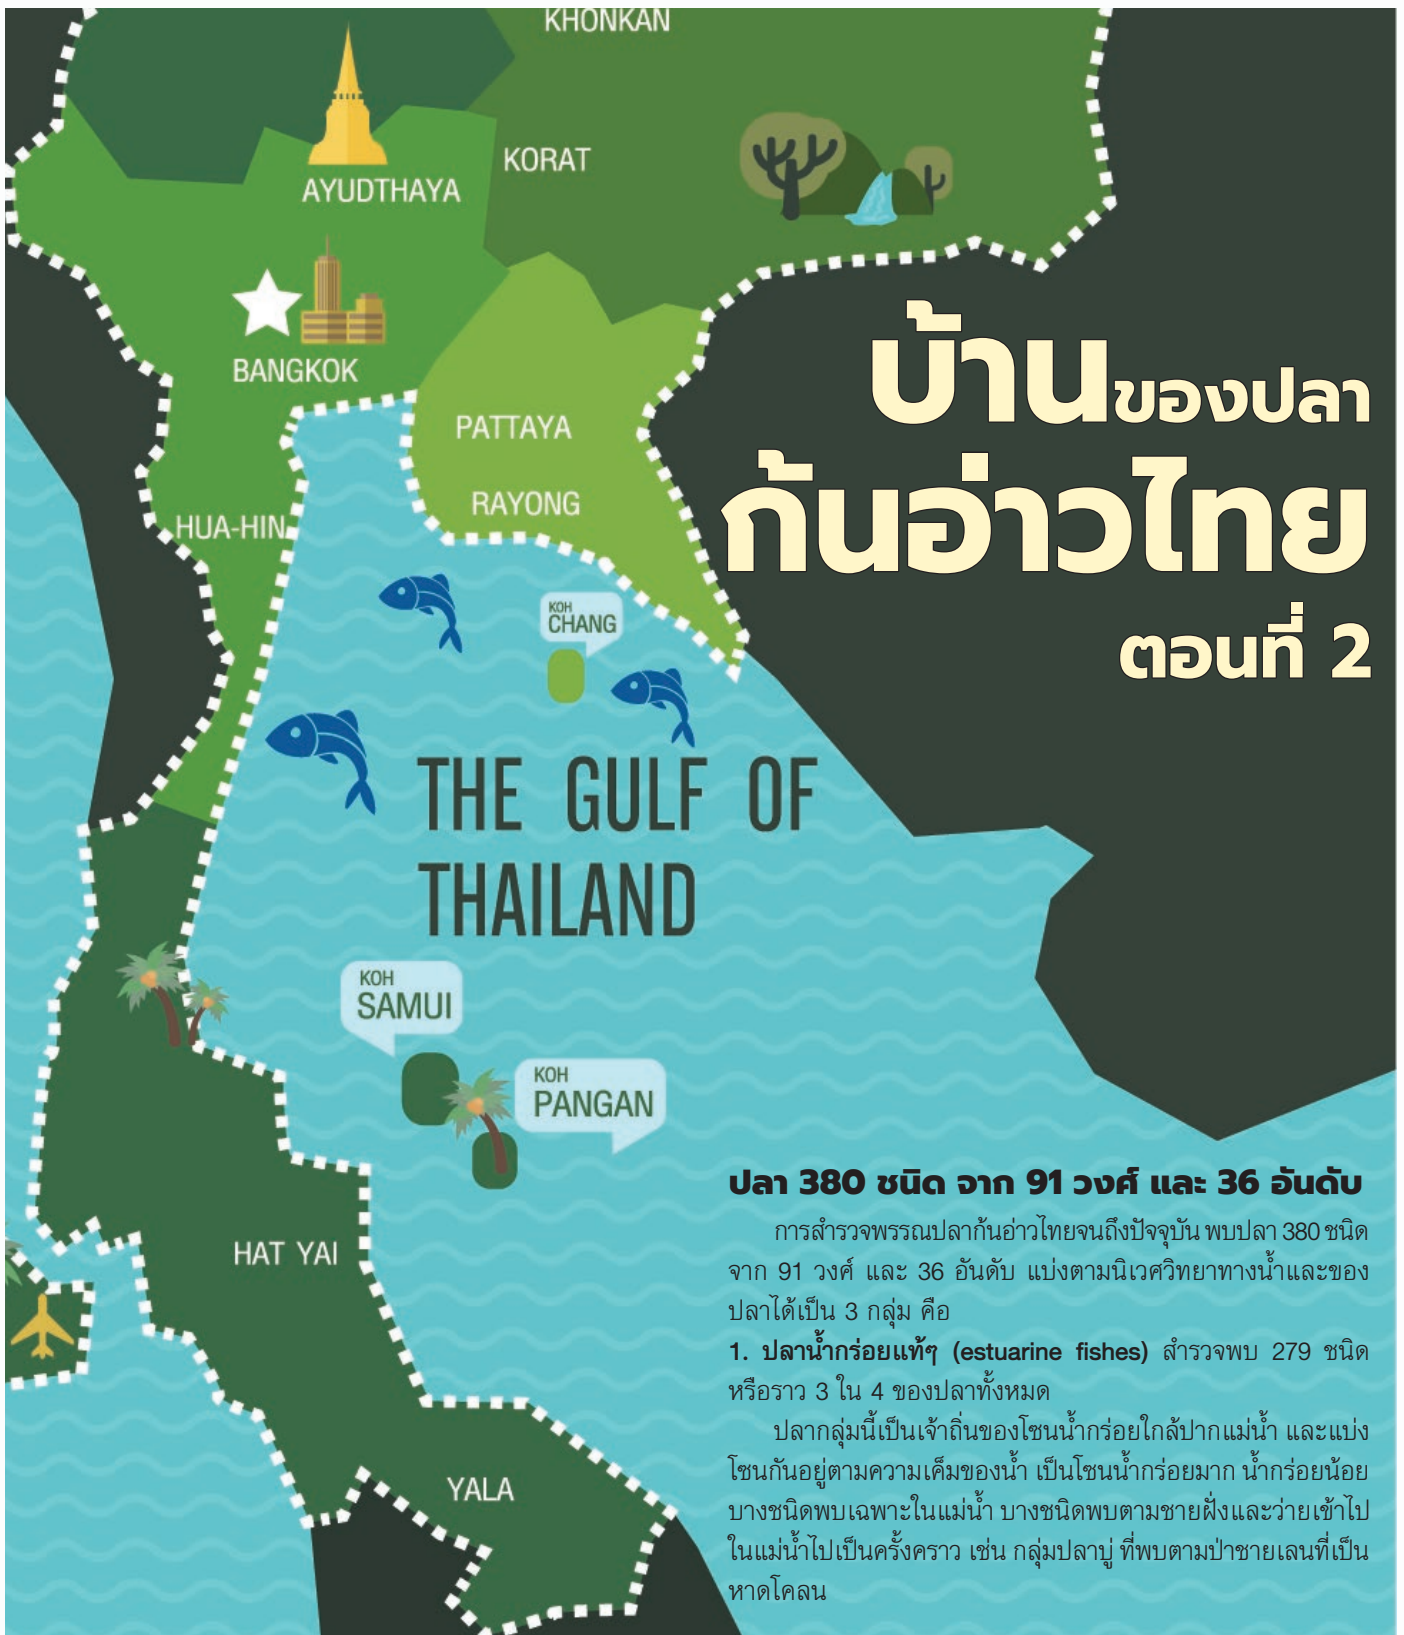 KHONKAN
KORAT
AYUDTHAYA
BANGKOK
บ้านของปลา
ก้นอ่าวไทย
ตอนที่ 2
PATTAYA
RAYONG
HUA-HIN
KOH
CHANG
THE GULF OF
THAILAND
KOH
SAMUI
KOH
PANGAN
HAT YAI
YALA
ปลา 380 ชนิด จาก 91 วงศ์ และ 36 อันดับ
การสำรวจพรรณปลาก้นอ่าวไทยจนถึงปัจจุบัน พบปลา 380 ชนิด
จาก 91 วงศ์ และ 36 อันดับ แบ่งตามนิเวศวิทยาทางน้ำและของ
ปลาได้เป็น 3 กลุ่ม คือ
1. ปลาน้ำกร่อยแท้ๆ (estuarine fishes) สำรวจพบ 279 ชนิด
หรือราว 3 ใน 4 ของปลาทั้งหมด
ปลากลุ่มนี้เป็นเจ้าถิ่นของโซนน้ำกร่อยใกล้ปากแม่น้ำ และแบ่ง
โซนกันอยู่ตามความเค็มของน้ำ เป็นโซนน้ำกร่อยมาก น้ำกร่อยน้อย
บางชนิดพบเฉพาะในแม่น้ำ บางชนิดพบตามชายฝั่งและว่ายเข้าไป
ในแม่น้ำไปเป็นครั้งคราว เช่น กลุ่มปลาบู่ ที่พบตามป่าชายเลนที่เป็น
หาดโคลน